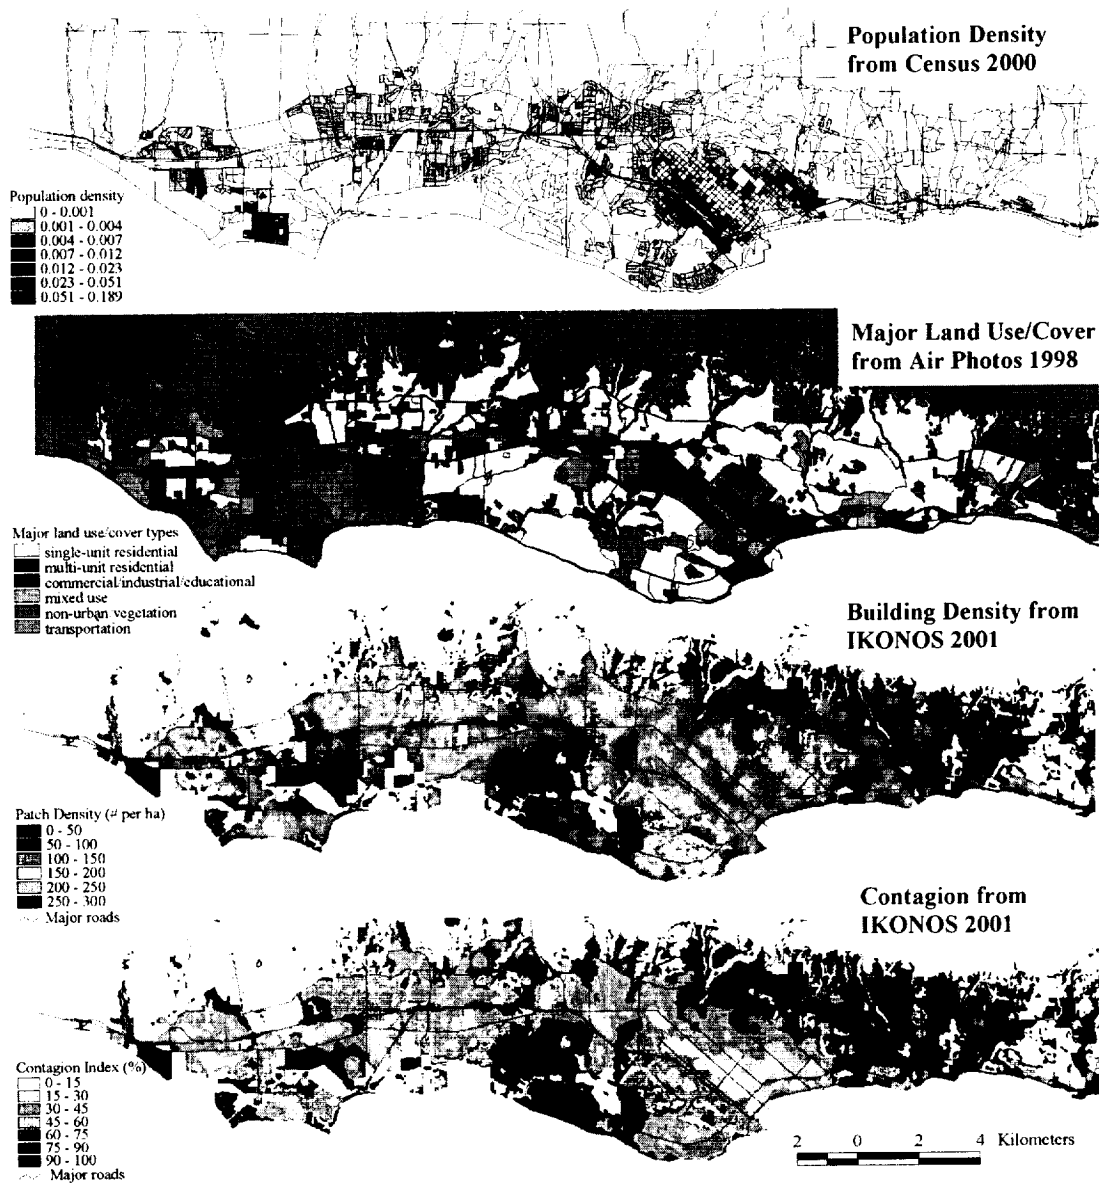 Population Density
from Census 2000
Population density
0 - 0.001
0.001 - 0.004
0.004 - 0.007
0.007 - 0.012
0.012 - 0.023
0.023 - 0.051
0.051 - 0.189
Major Land Use/Cover
from Air Photos 1998
Major land use/cover types
single-unit residential
multi-unit residential
commercial/industrial/educational
mixed use
non-urban vegetation
transportation
Building Density from
IKONOS 2001
Patch Density (# per ha)
0 - 50
50 - 100
100 - 150
150 - 200
200 - 250
250 - 300
Major roads
Contagion from
IKONOS 2001
Contagion Index (%)
0 - 15
15 - 30
30 - 45
45 - 60
60 - 75
75 - 90
90 - 100
Major roads
2 0 2 4 Kilometers